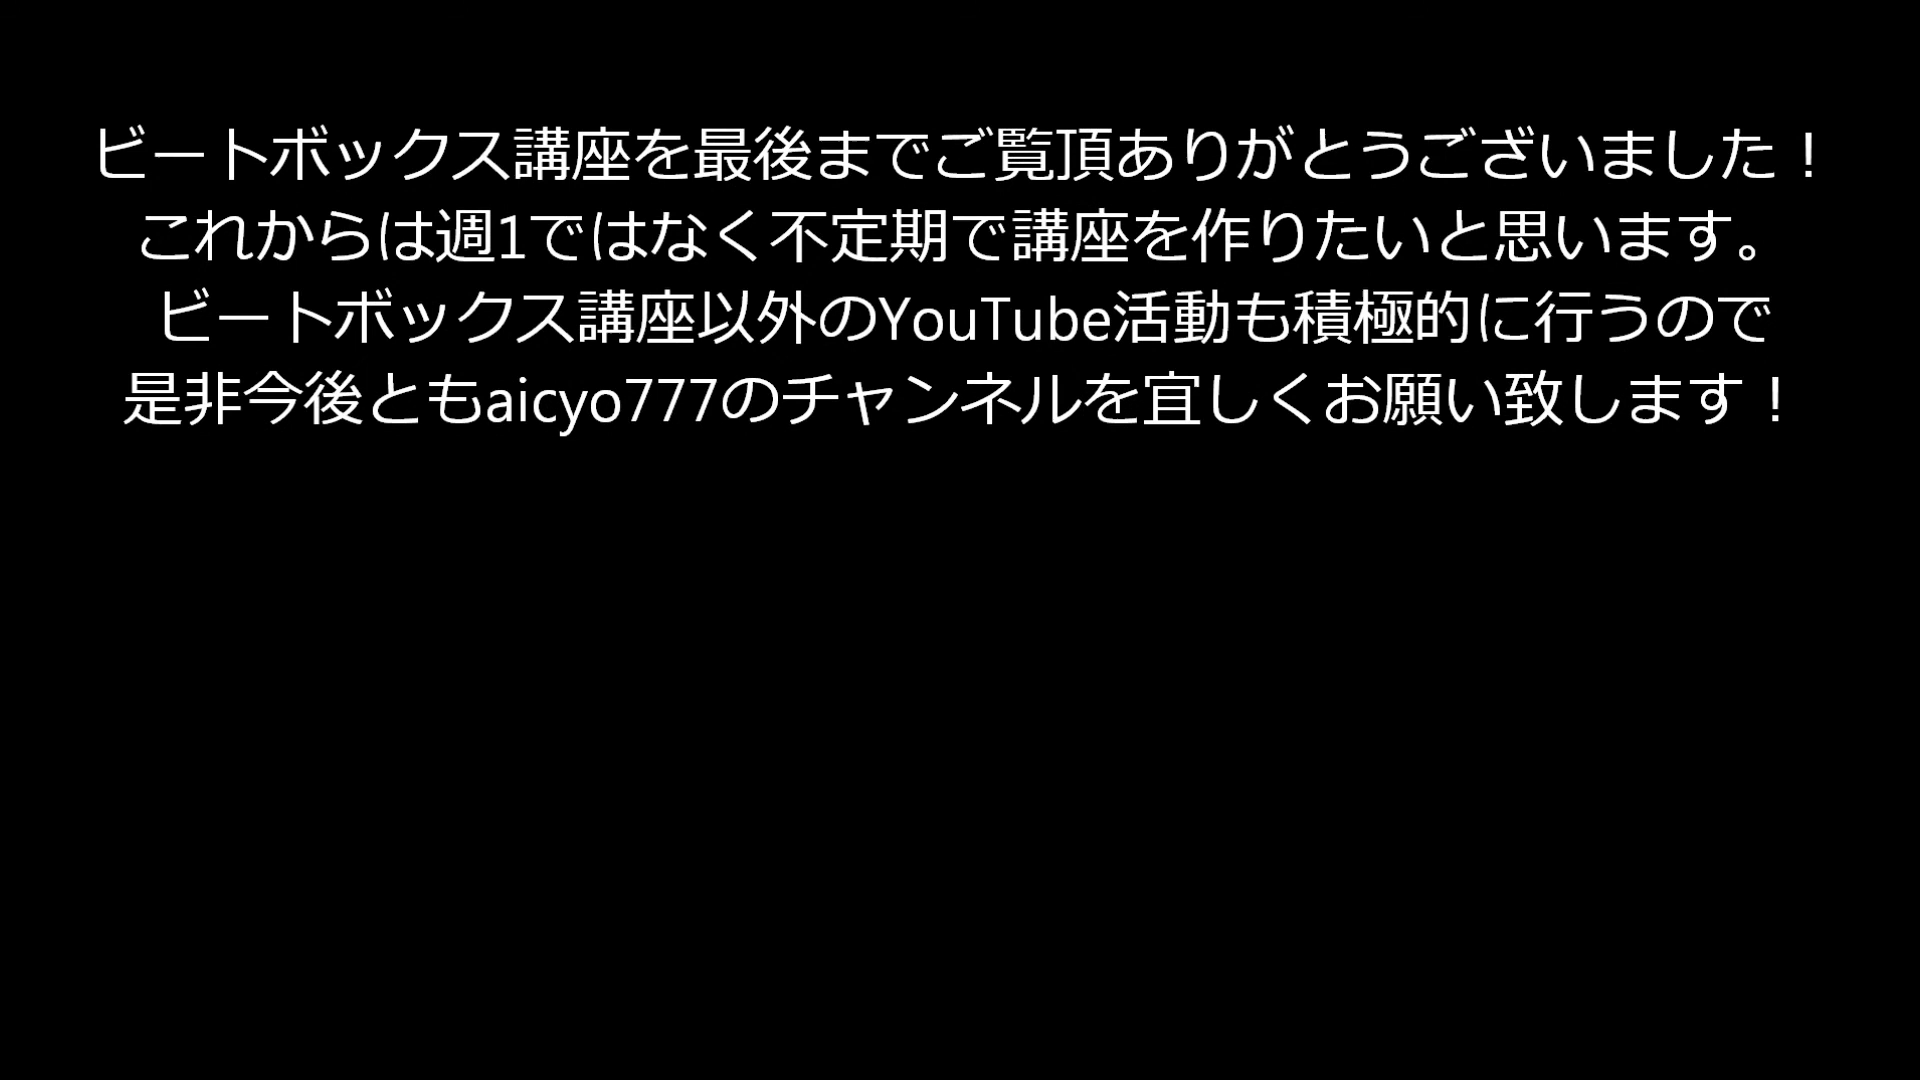 ビートボックス講座を最後までご覧頂ありがとうございました！
これからは週1ではなく不定期で講座を作りたいと思います。
ビートボックス講座以外のYouTube活動も積極的に行うので
是非今後ともaicyo777のチャンネルを宜しくお願い致します！